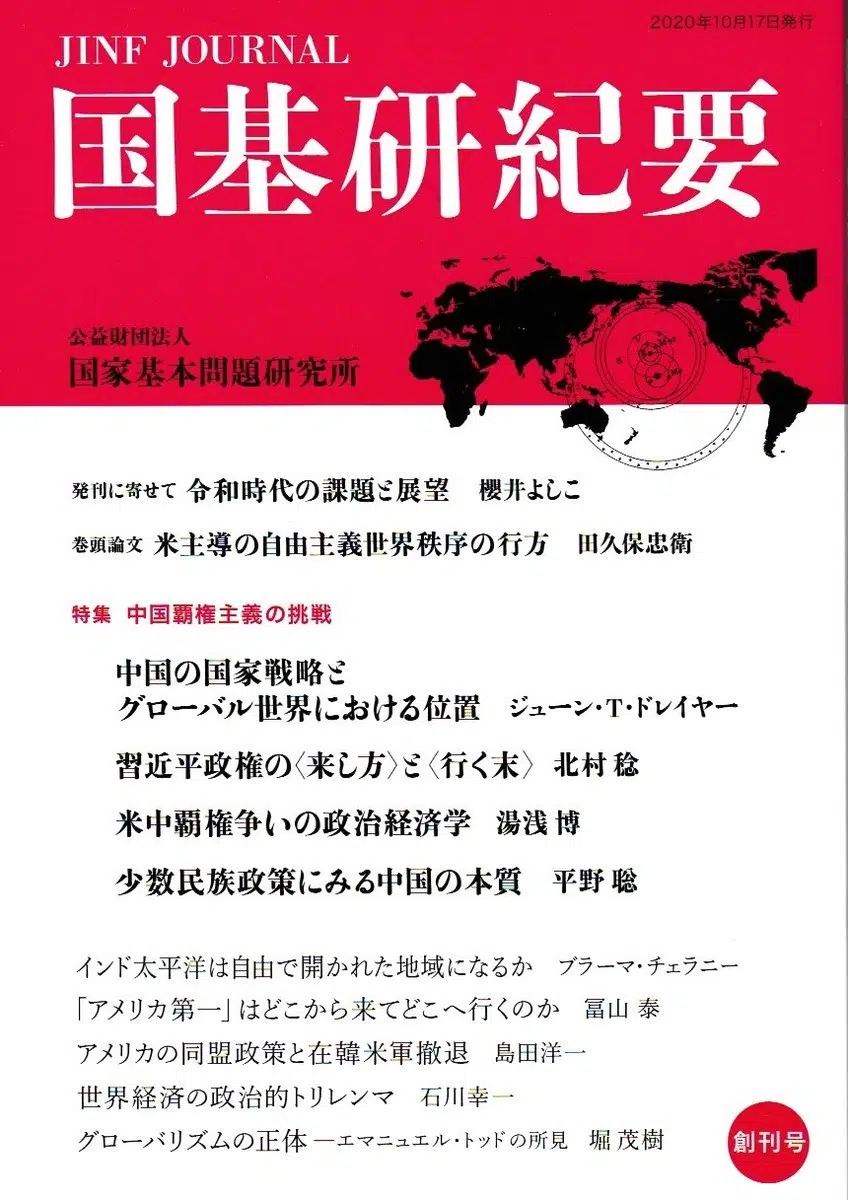 2020年10月17日発行
JINF JOURNAL
国基研紀要
公益財団法人
国家基本問題研究所
発刊に寄せて 令和時代の課題と展望 櫻井よしこ
巻頭論文 米主導の自由主義世界秩序の行方 田久保忠衛
特集 中国覇権主義の挑戦
中国の国家戦略と
グローバル世界における位置 ジューン・T・ドレイヤー
習近平政権の〈来し方〉と〈行く末〉 北村 稔
米中覇権争いの政治経済学 湯浅 博
少数民族政策にみる中国の本質 平野 聡
インド太平洋は自由で開かれた地域になるか ブラーマ・チェラニー
「アメリカ第一」はどこから来てどこへ行くのか 冨山 泰
アメリカの同盟政策と在韓米軍撤退 島田洋一
世界経済の政治的トリレンマ 石川幸一
グローバリズムの正体―エマニュエル・トッドの所見 堀 茂樹
創刊号